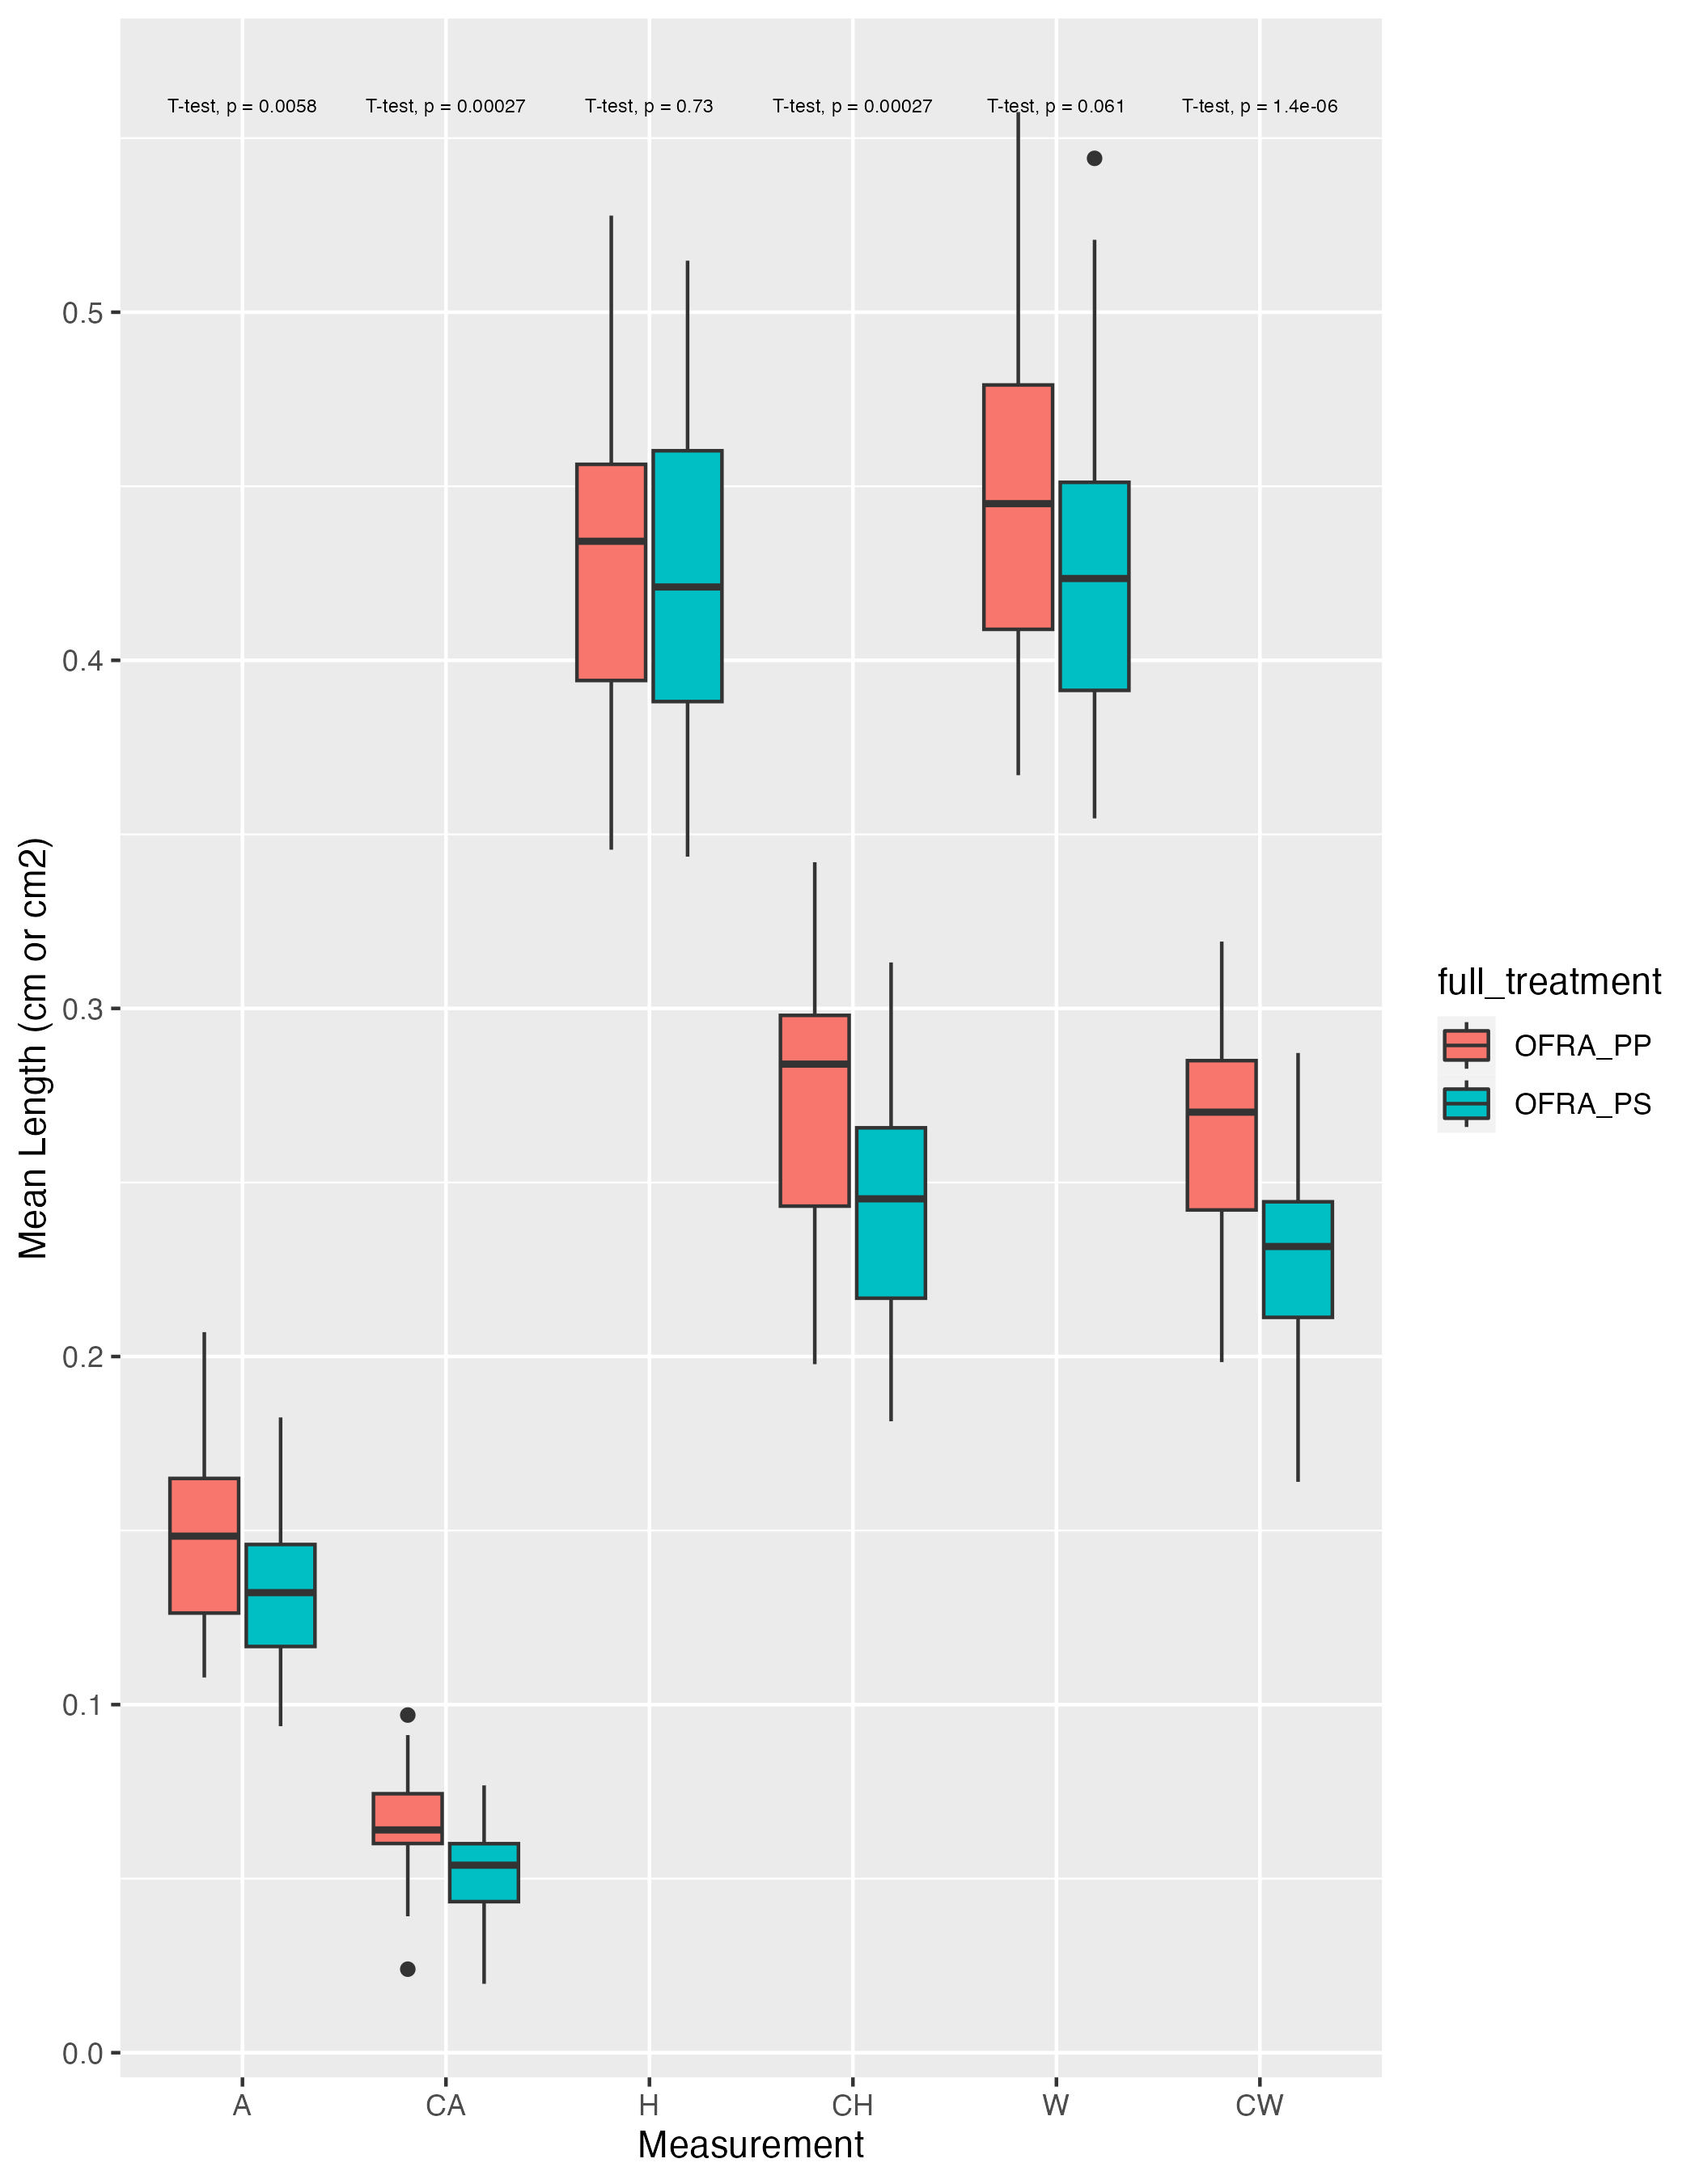 T-test, p = 0.0058 T-test, p = 0.00027 T-test, p = 0.73 T-test, p = 0.00027 T-test, p = 0.061 T-test, p = 1.4e-06
0.5
0.4
0.3
0.2
0.1
0.0
Mean Length (cm or cm2)
A CA H CH W CW
Measurement
full_treatment
OFRA_PP
OFRA_PS